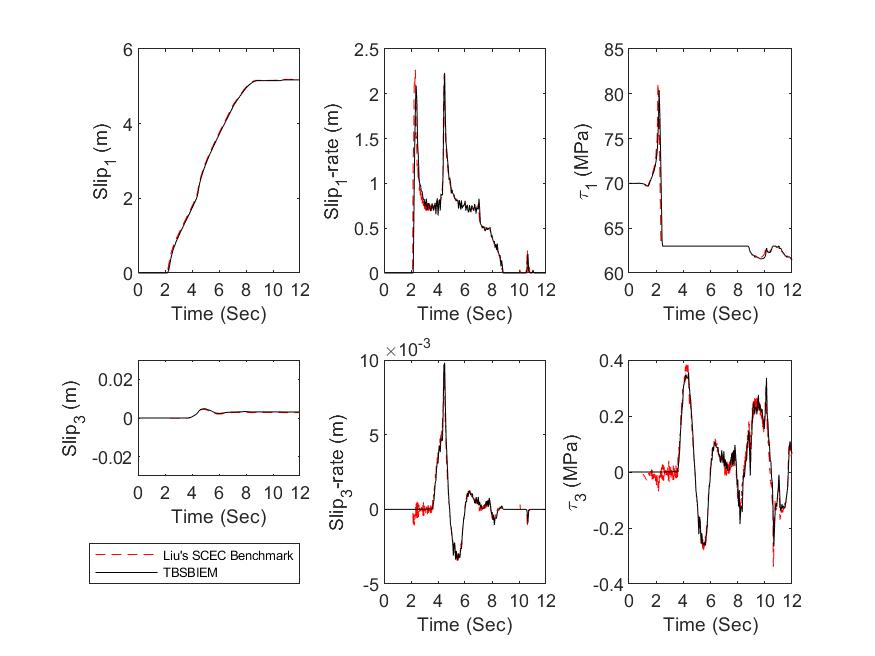 6
4
2
0
0 2 4 6 8 10 12
Slip1 (m)
Time (Sec)
2.5
2
1.5
1
0.5
0
0 2 4 6 8 10 12
Slip1-rate (m)
Time (Sec)
85
80
75
70
65
60
0 2 4 6 8 10 12
τ1 (MPa)
Time (Sec)
0.02
0
-0.02
0 2 4 6 8 10 12
Slip3 (m)
Time (Sec)
Liu's SCEC Benchmark
TBSBIEM
×10-3
10
5
0
-5
0 2 4 6 8 10 12
Slip3-rate (m)
Time (Sec)
0.4
0.2
0
-0.2
-0.4
0 2 4 6 8 10 12
τ3 (MPa)
Time (Sec)